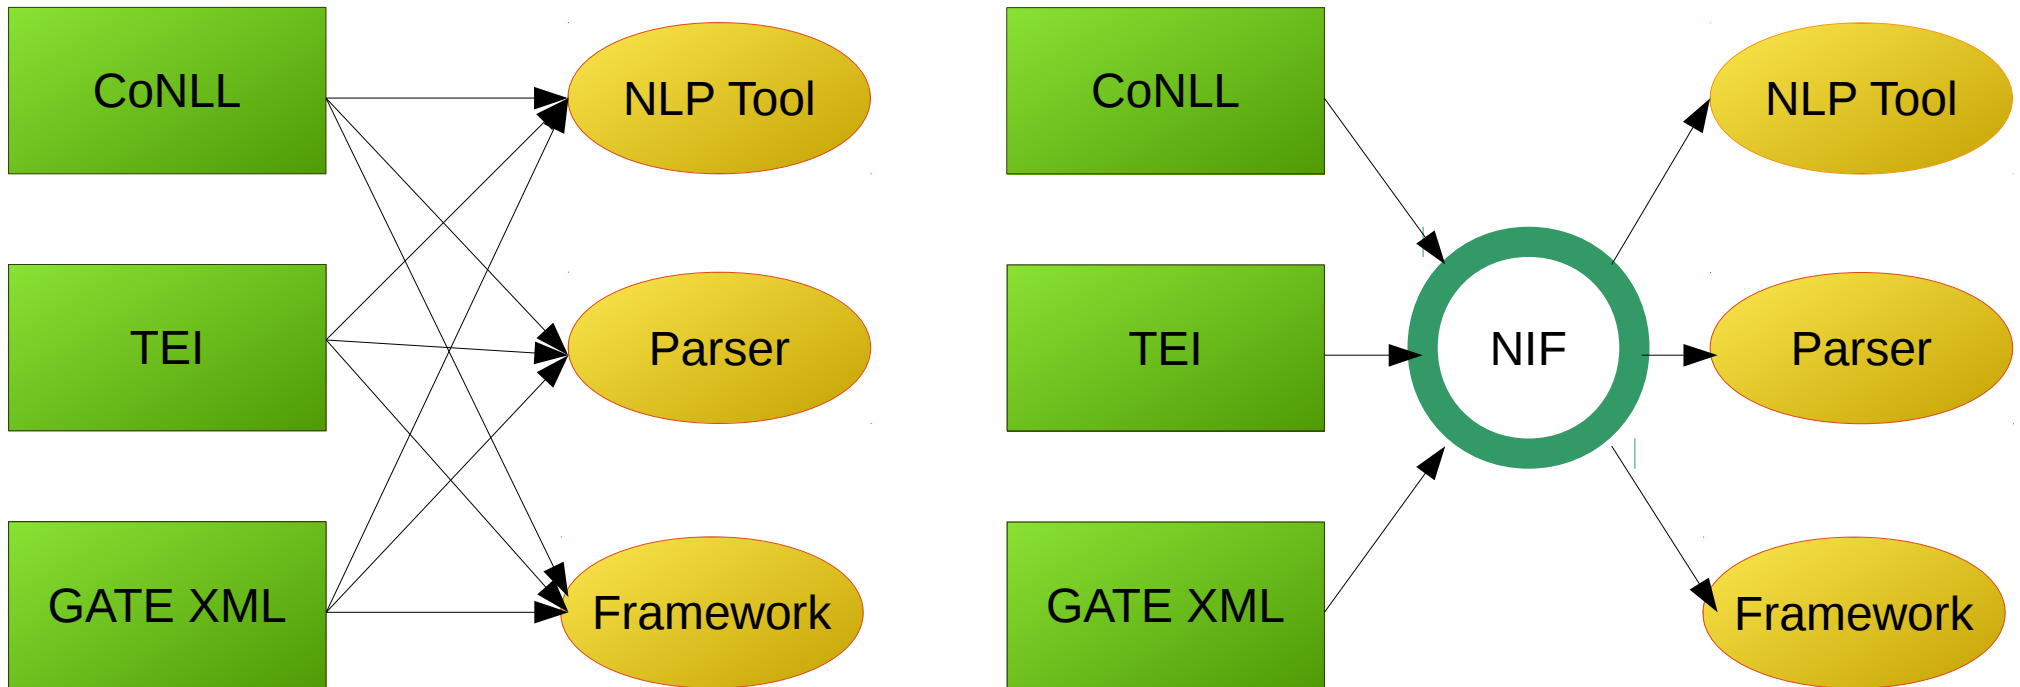 CoNLL
NLP Tool
TEI
Parser
GATE XML
Framework
CoNLL
NLP Tool
TEI
NIF
Parser
GATE XML
Framework